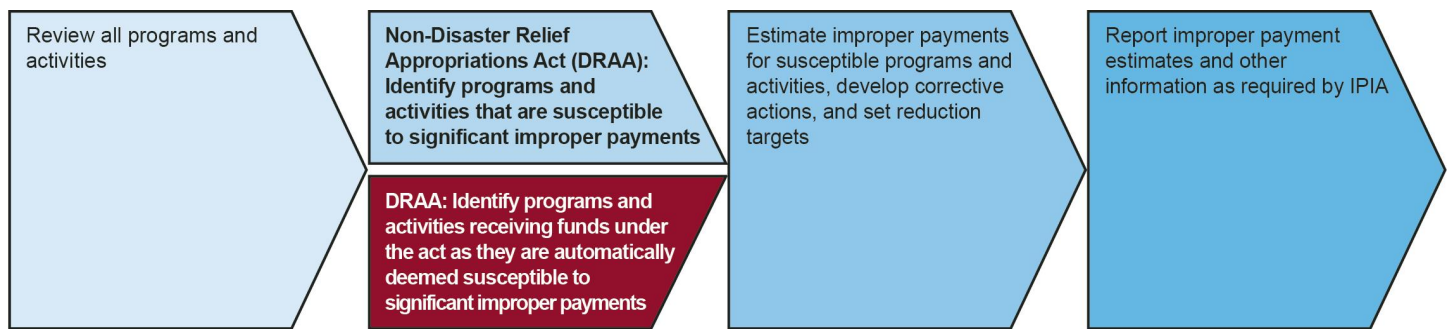 Review all programs and
activities
Non-Disaster Relief
Appropriations Act (DRAA):
Identify programs and
activities that are susceptible
to significant improper payments
DRAA: Identify programs and
activities receiving funds under
the act as they are automatically
deemed susceptible to
significant improper payments
Estimate improper payments
for susceptible programs and
activities, develop corrective
actions, and set reduction
targets
Report improper payment
estimates and other
information as required by IPIA